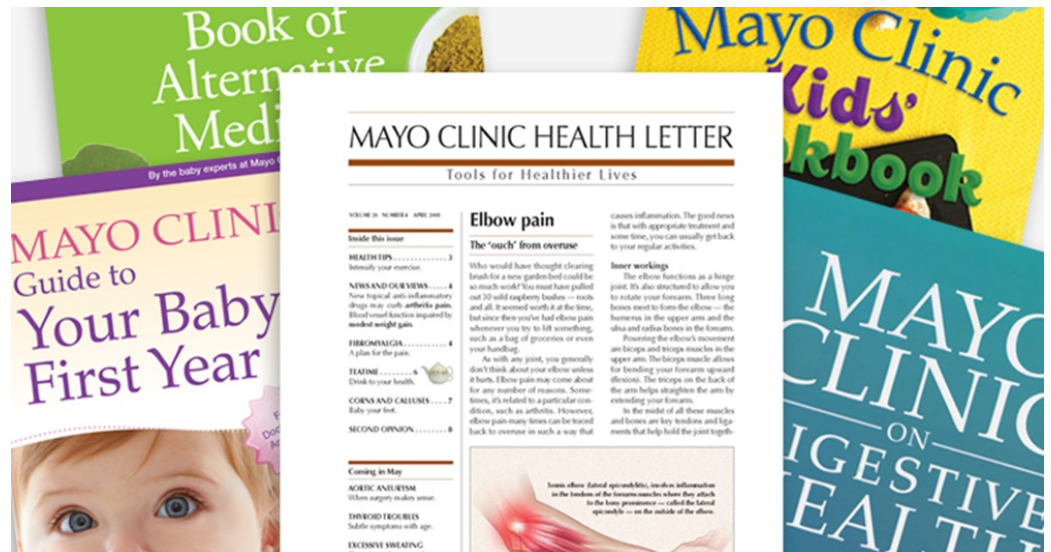 Book of
Alternative
Medi
Mayo Clinic
Kids'
kbook
By the baby experts at Mayo C
MAYO CLINI
Guide to
Your Baby
First Year
MAYO CLINIC HEALTH LETTER
Tools for Healthier Lives
VOLUME 26 NUMBER 4 APRIL 2008
Inside this issue
HEALTH TIPS . . . . . . . . . . . . . 3
Intensify your exercise.
NEWS AND OUR VIEWS . . . . . 4
New topical anti-inflammatory
drugs may curb arthritis pain.
Blood vessel function impaired by
modest weight gain.
FIBROMYALGIA . . . . . . . . . . . 4
A plan for the pain.
TEATIME . . . . . . . . 6
Drink to your health.
CORNS AND CALLUSES . . . . 7
Baby your feet.
SECOND OPINION . . . . . . . . 8
Coming in May
AORTIC ANEURYSM
When surgery makes sense.
THYROID TROUBLES
Subtle symptoms with age.
EXCESSIVE SWEATING
Elbow pain
The 'ouch' from overuse
Who would have thought clearing
brush for a new garden bed could be
so much work? You must have pulled
out 30 wild raspberry bushes — roots
and all. It seemed worth it at the time,
but since then you've had elbow pain
whenever you try to lift something,
such as a bag of groceries or even
your handbag.
As with any joint, you generally
don't think about your elbow unless
it hurts. Elbow pain may come about
for any number of reasons. Some-
times, it's related to a particular con-
dition, such as arthritis. However,
elbow pain many times can be traced
back to overuse in such a way that
causes inflammation. The good news
is that with appropriate treatment and
some time, you can usually get back
to your regular activities.
Inner workings
The elbow functions as a hinge
joint. It's also structured to allow you
to rotate your forearm. Three long
bones meet to form the elbow — the
humerus in the upper arm and the
ulna and radius bones in the forearm.
Powering the elbow's movement
are biceps and triceps muscles in the
upper arm. The biceps muscle allows
for bending your forearm upward
(flexion). The triceps on the back of
the arm helps straighten the arm by
extending your forearm.
In the midst of all these muscles
and bones are key tendons and liga-
ments that help hold the joint togeth-
Tennis elbow (lateral epicondylitis), involves inflammation
in the tendons of the forearm muscles where they attach
to the bony prominence — called the lateral
epicondyle — on the outside of the elbow.
MAYO
CLINIC
ON
DIGESTIVE
HEALTH